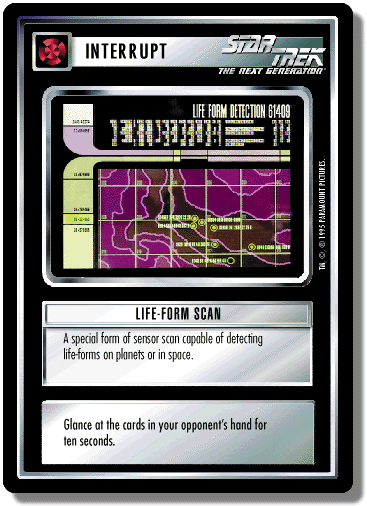 INTERRUPT
STAR TREK
THE NEXT GENERATION
LIFE FORM DETECTION 61409
TM © ® 1995 PARAMOUNT PICTURES.
LIFE-FORM SCAN
A special form of sensor scan capable of detecting
life-forms on planets or in space.
Glance at the cards in your opponent's hand for
ten seconds.